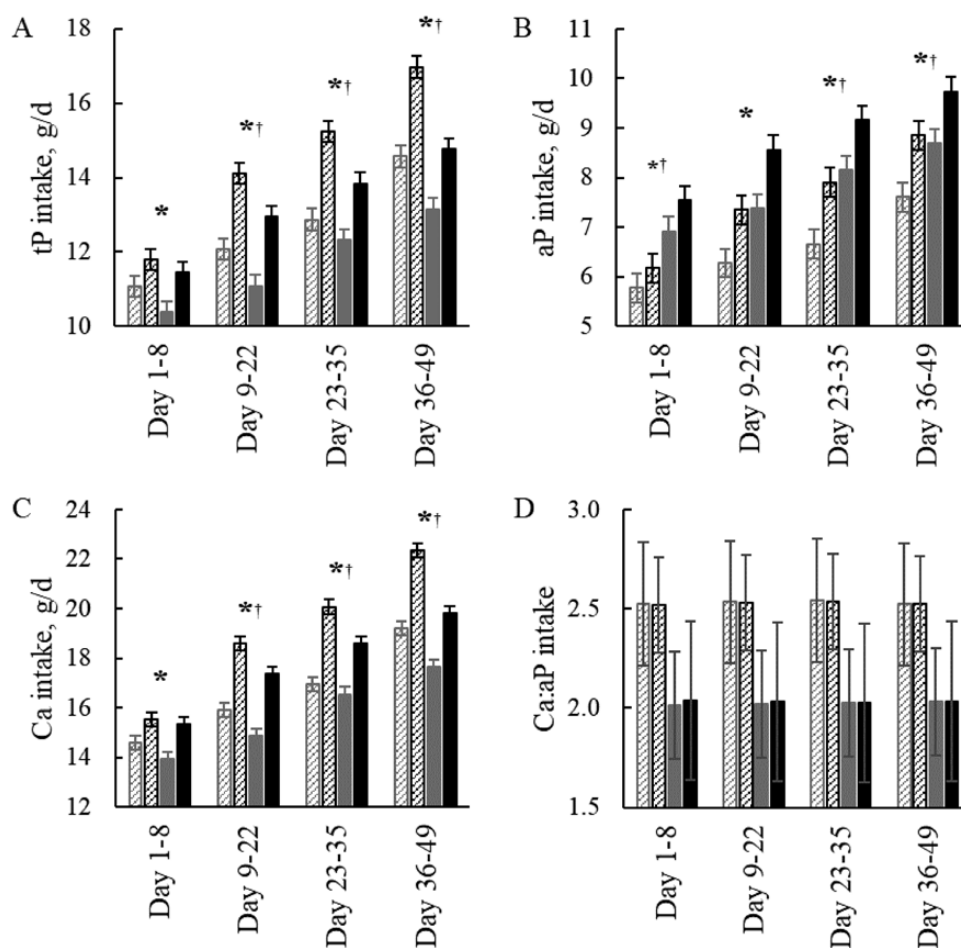 A
tP intake, g/d
18
16
14
12
10
*
*†
*†
*†
Day 1-8
Day 9-22
Day 23-35
Day 36-49
B
aP intake, g/d
11
10
9
8
7
6
5
*†
*
*†
*†
Day 1-8
Day 9-22
Day 23-35
Day 36-49
C
Ca intake, g/d
24
22
20
18
16
14
12
*
*†
*†
*†
Day 1-8
Day 9-22
Day 23-35
Day 36-49
D
Ca:aP intake
3.0
2.5
2.0
1.5
Day 1-8
Day 9-22
Day 23-35
Day 36-49